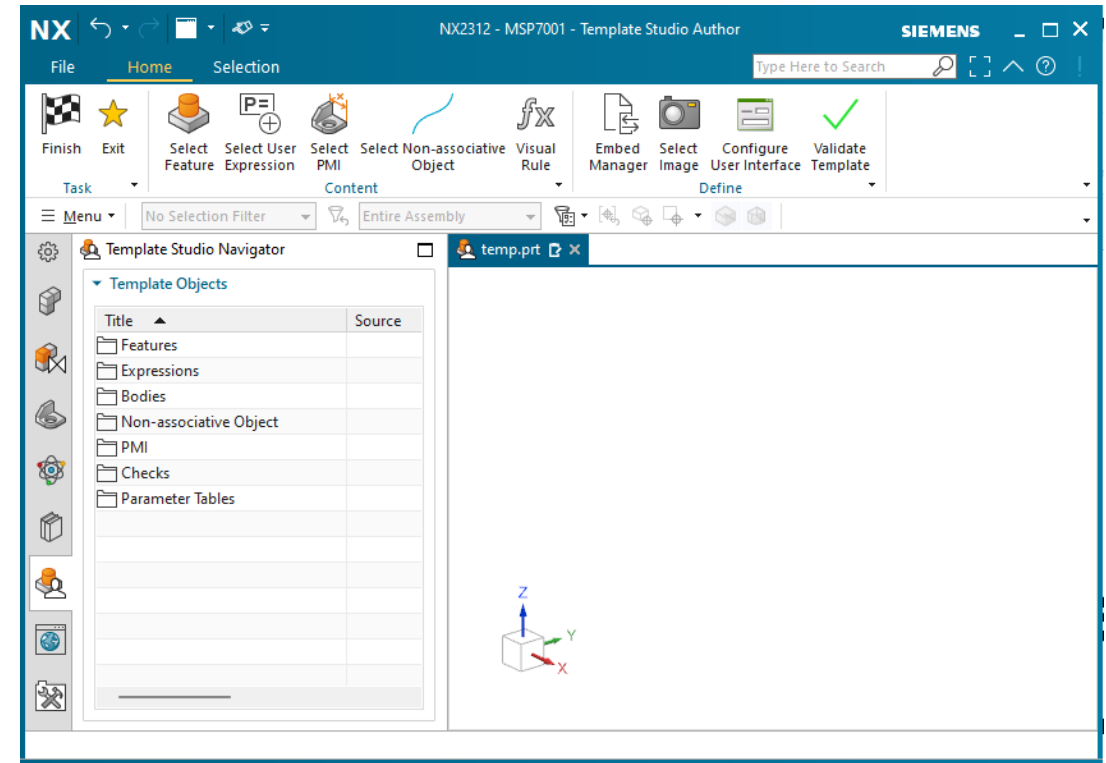 NX
NX2312 - MSP7001 - Template Studio Author
SIEMENS
File Home Selection
Type Here to Search
P=
Finish Exit Select Feature Select User Expression Select PMI Select Non-associative Object Visual Rule Embed Manager Select Image Configure User Interface Validate Template
Task Content Define
Menu No Selection Filter Entire Assembly
Template Studio Navigator
temp.prt
Template Objects
Title Source
Features
Expressions
Bodies
Non-associative Object
PMI
Checks
Parameter Tables
Z
Y
X